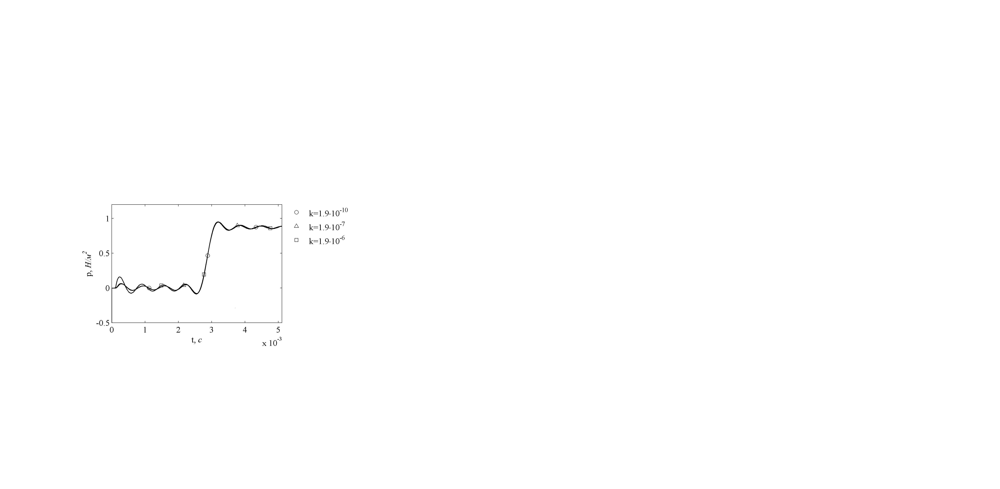 1
0.5
0
-0.5
p, Н/м²
0 1 2 3 4 5
t, с
x 10⁻³
k=1.9·10⁻¹⁰
k=1.9·10⁻⁷
k=1.9·10⁻⁶